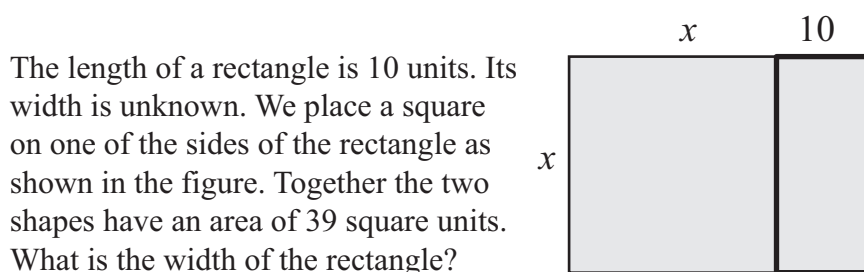 x 10
The length of a rectangle is 10 units. Its
width is unknown. We place a square
on one of the sides of the rectangle as
x
shown in the figure. Together the two
shapes have an area of 39 square units.
What is the width of the rectangle?